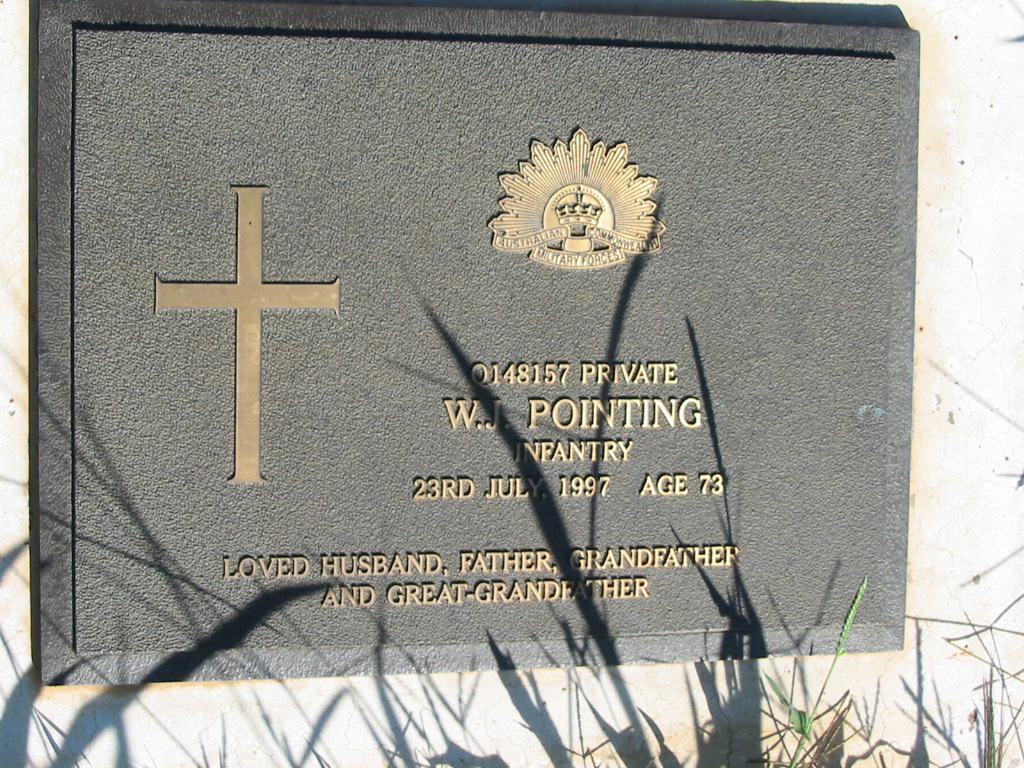 AUSTRALIAN COMMONWEALTH
MILITARY FORCES
Q148157 PRIVATE
W.J. POINTING
INFANTRY
23RD JULY, 1997 AGE 73
LOVED HUSBAND, FATHER, GRANDFATHER
AND GREAT-GRANDFATHER